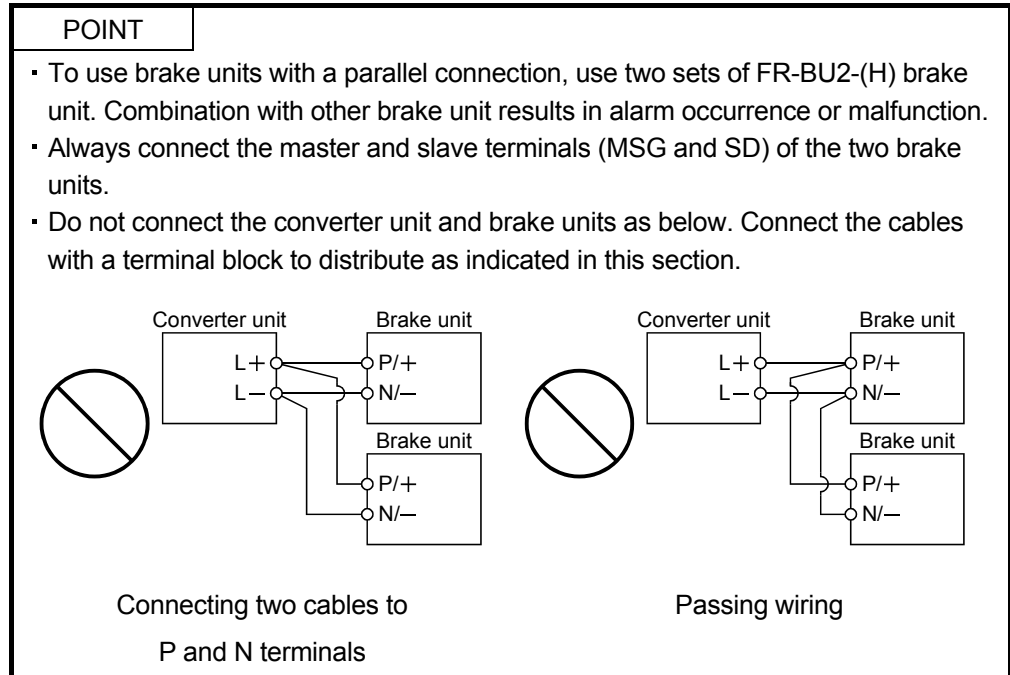 POINT
▪ To use brake units with a parallel connection, use two sets of FR-BU2-(H) brake
unit. Combination with other brake unit results in alarm occurrence or malfunction.
▪ Always connect the master and slave terminals (MSG and SD) of the two brake
units.
▪ Do not connect the converter unit and brake units as below. Connect the cables
with a terminal block to distribute as indicated in this section.
Converter unit
Brake unit
L+
P/+
L−
N/−
Brake unit
P/+
N/−
Connecting two cables to
P and N terminals
Converter unit
Brake unit
L+
P/+
L−
N/−
Brake unit
P/+
N/−
Passing wiring